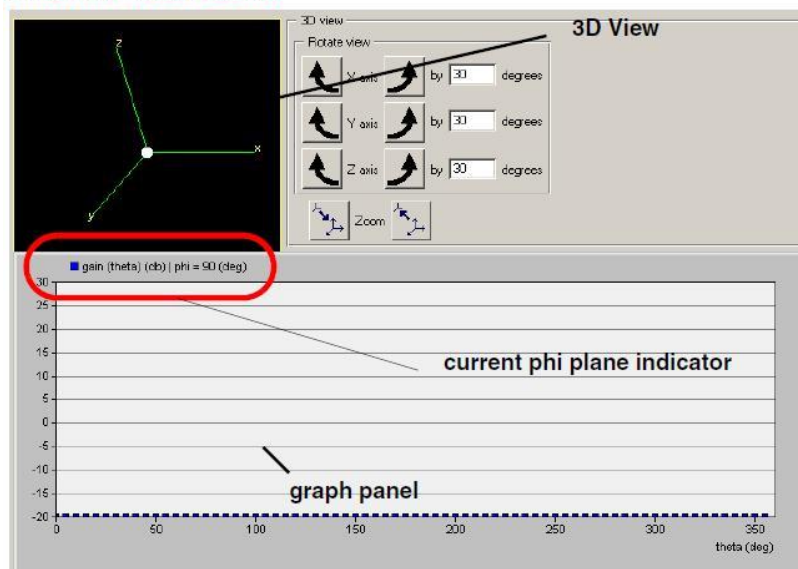 3D view
3D View
Rotate view
z
X axis by 30 degrees
x
Y axis by 30 degrees
Z axis by 30 degrees
y
Zoom
gain (theta) (db) | phi = 90 (deg)
30
25
20
15
10
5
0
-5
-10
-15
-20
current phi plane indicator
graph panel
0 50 100 150 200 250 300 350
theta (deg)